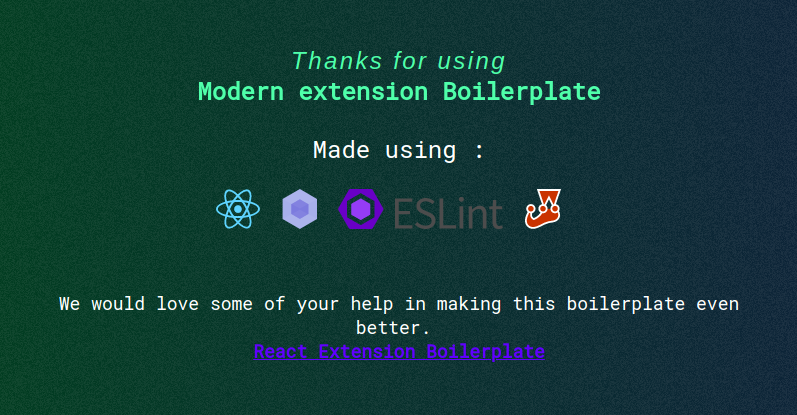 Thanks for using
Modern extension Boilerplate
Made using :
ESLint
We would love some of your help in making this boilerplate even
better.
React Extension Boilerplate